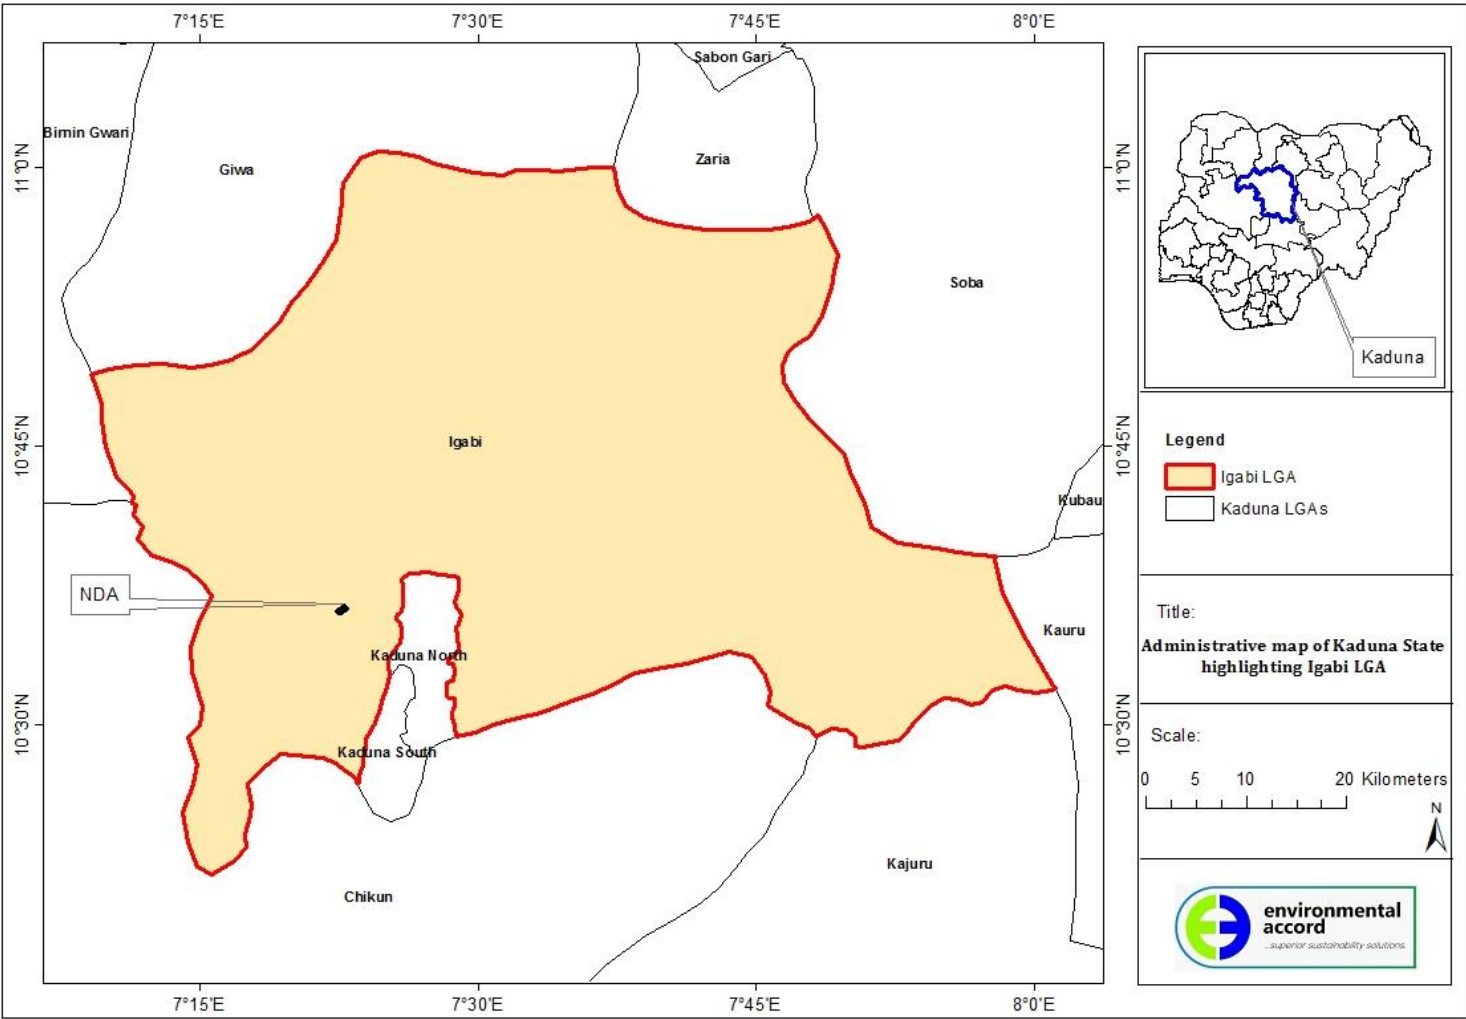 7°15'E 7°30'E 7°45'E 8°0'E
Sabon Gari
Birnin Gwari
Zaria
Giwa
11°0'N
11°0'N
Soba
Igabi
10°45'N
10°45'N
Kubau
NDA
Kauru
Kaduna North
10°30'N
10°30'N
Kaduna South
Kajuru
Chikun
7°15'E 7°30'E 7°45'E 8°0'E
Kaduna
Legend
Igabi LGA
Kaduna LGAs
Title:
Administrative map of Kaduna State
highlighting Igabi LGA
Scale:
0 5 10 20 Kilometers
N
environmental
accord
...superior sustainability solutions.